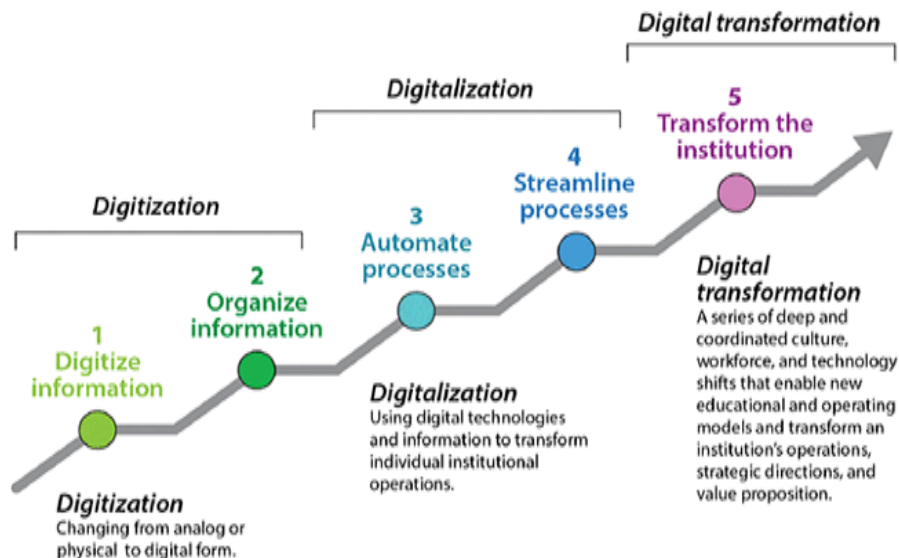 Digital transformation
Digitalization
5
Transform the
institution
4
Streamline
processes
Digitization
3
Automate
processes
2
Organize
information
1
Digitize
information
Digital
transformation
A series of deep and
coordinated culture,
workforce, and technology
shifts that enable new
educational and operating
models and transform an
institution's operations,
strategic directions, and
value proposition.
Digitalization
Using digital technologies
and information to transform
individual institutional
operations.
Digitization
Changing from analog or
physical to digital form.